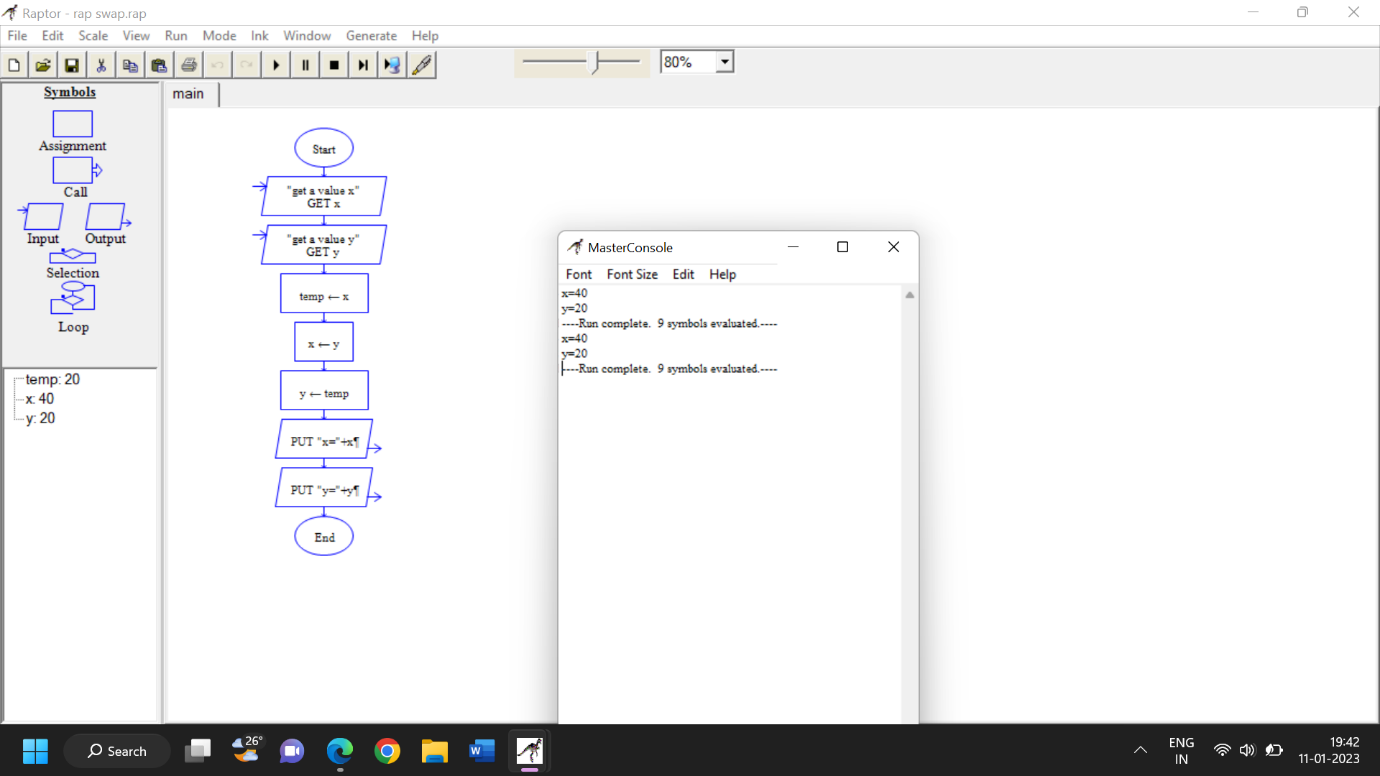 Raptor - rap swap.rap
File Edit Scale View Run Mode Ink Window Generate Help
80%
Symbols
Assignment
Call
Input Output
Selection
Loop
temp: 20
x: 40
y: 20
main
Start
"get a value x"
GET x
"get a value y"
GET y
temp ← x
x ← y
y ← temp
PUT "x="+x¶
PUT "y="+y¶
End
MasterConsole
Font Font Size Edit Help
x=40
y=20
----Run complete. 9 symbols evaluated.----
x=40
y=20
----Run complete. 9 symbols evaluated.----
Search
26°
W
ENG
IN
19:42
11-01-2023